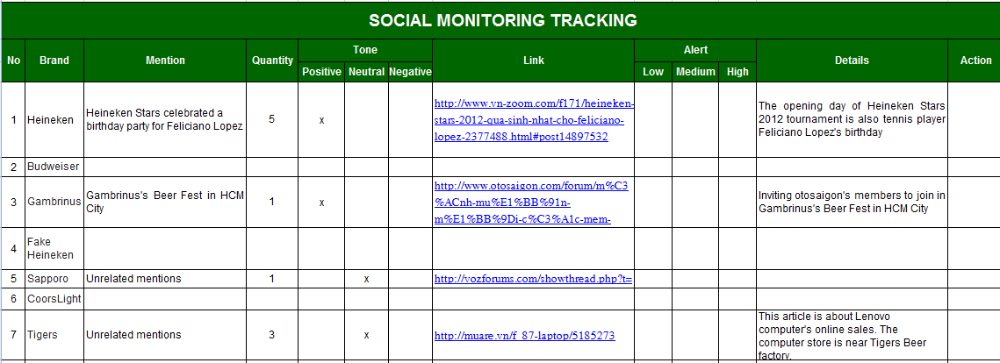 SOCIAL MONITORING TRACKING
No Brand Mention Quantity Tone Link Alert Details Action
Positive Neutral Negative Low Medium High
1 Heineken Heineken Stars celebrated a
birthday party for Feliciano Lopez 5 x
http://www.vn-zoom.com/f171/heineken-
stars-2012-qua-sinh-nhat-cho-feliciano-
lopez-2377488.html#post14897532
The opening day of Heineken Stars
2012 tournament is also tennis player
Feliciano Lopez's birthday
2 Budweiser
3 Gambrinus Gambrinus's Beer Fest in HCM
City 1 x
http://www.otosaigon.com/forum/m%C3
%ACnh-mu%E1%BB%91n-
m%E1%BB%9Di-c%C3%A1c-mem-
Inviting otosaigon's members to join in
Gambrinus's Beer Fest in HCM City
4 Fake
Heineken
5 Sapporo Unrelated mentions 1 x http://vozforums.com/showthread.php?t=
6 CoorsLight
7 Tigers Unrelated mentions 3 x http://muare.vn/f_87-laptop/5185273
This article is about Lenovo
computer's online sales. The
computer store is near Tigers Beer
factory.